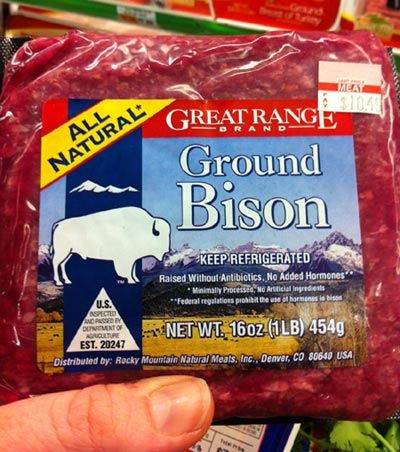 Ground
MEAT
PAY $10.49
ALL
NATURAL*
GREAT RANGE
BRAND
Ground
Bison
TM
KEEP REFRIGERATED
Raised Without Antibiotics, No Added Hormones**
* Minimally Processed, No Artificial Ingredients
**Federal regulations prohibit the use of hormones in bison
U.S.
INSPECTED
AND PASSED BY
DEPARTMENT OF
AGRICULTURE
EST. 20247
NET WT. 16oz (1LB) 454g
Distributed by: Rocky Mountain Natural Meats, Inc., Denver, CO 80640 USA